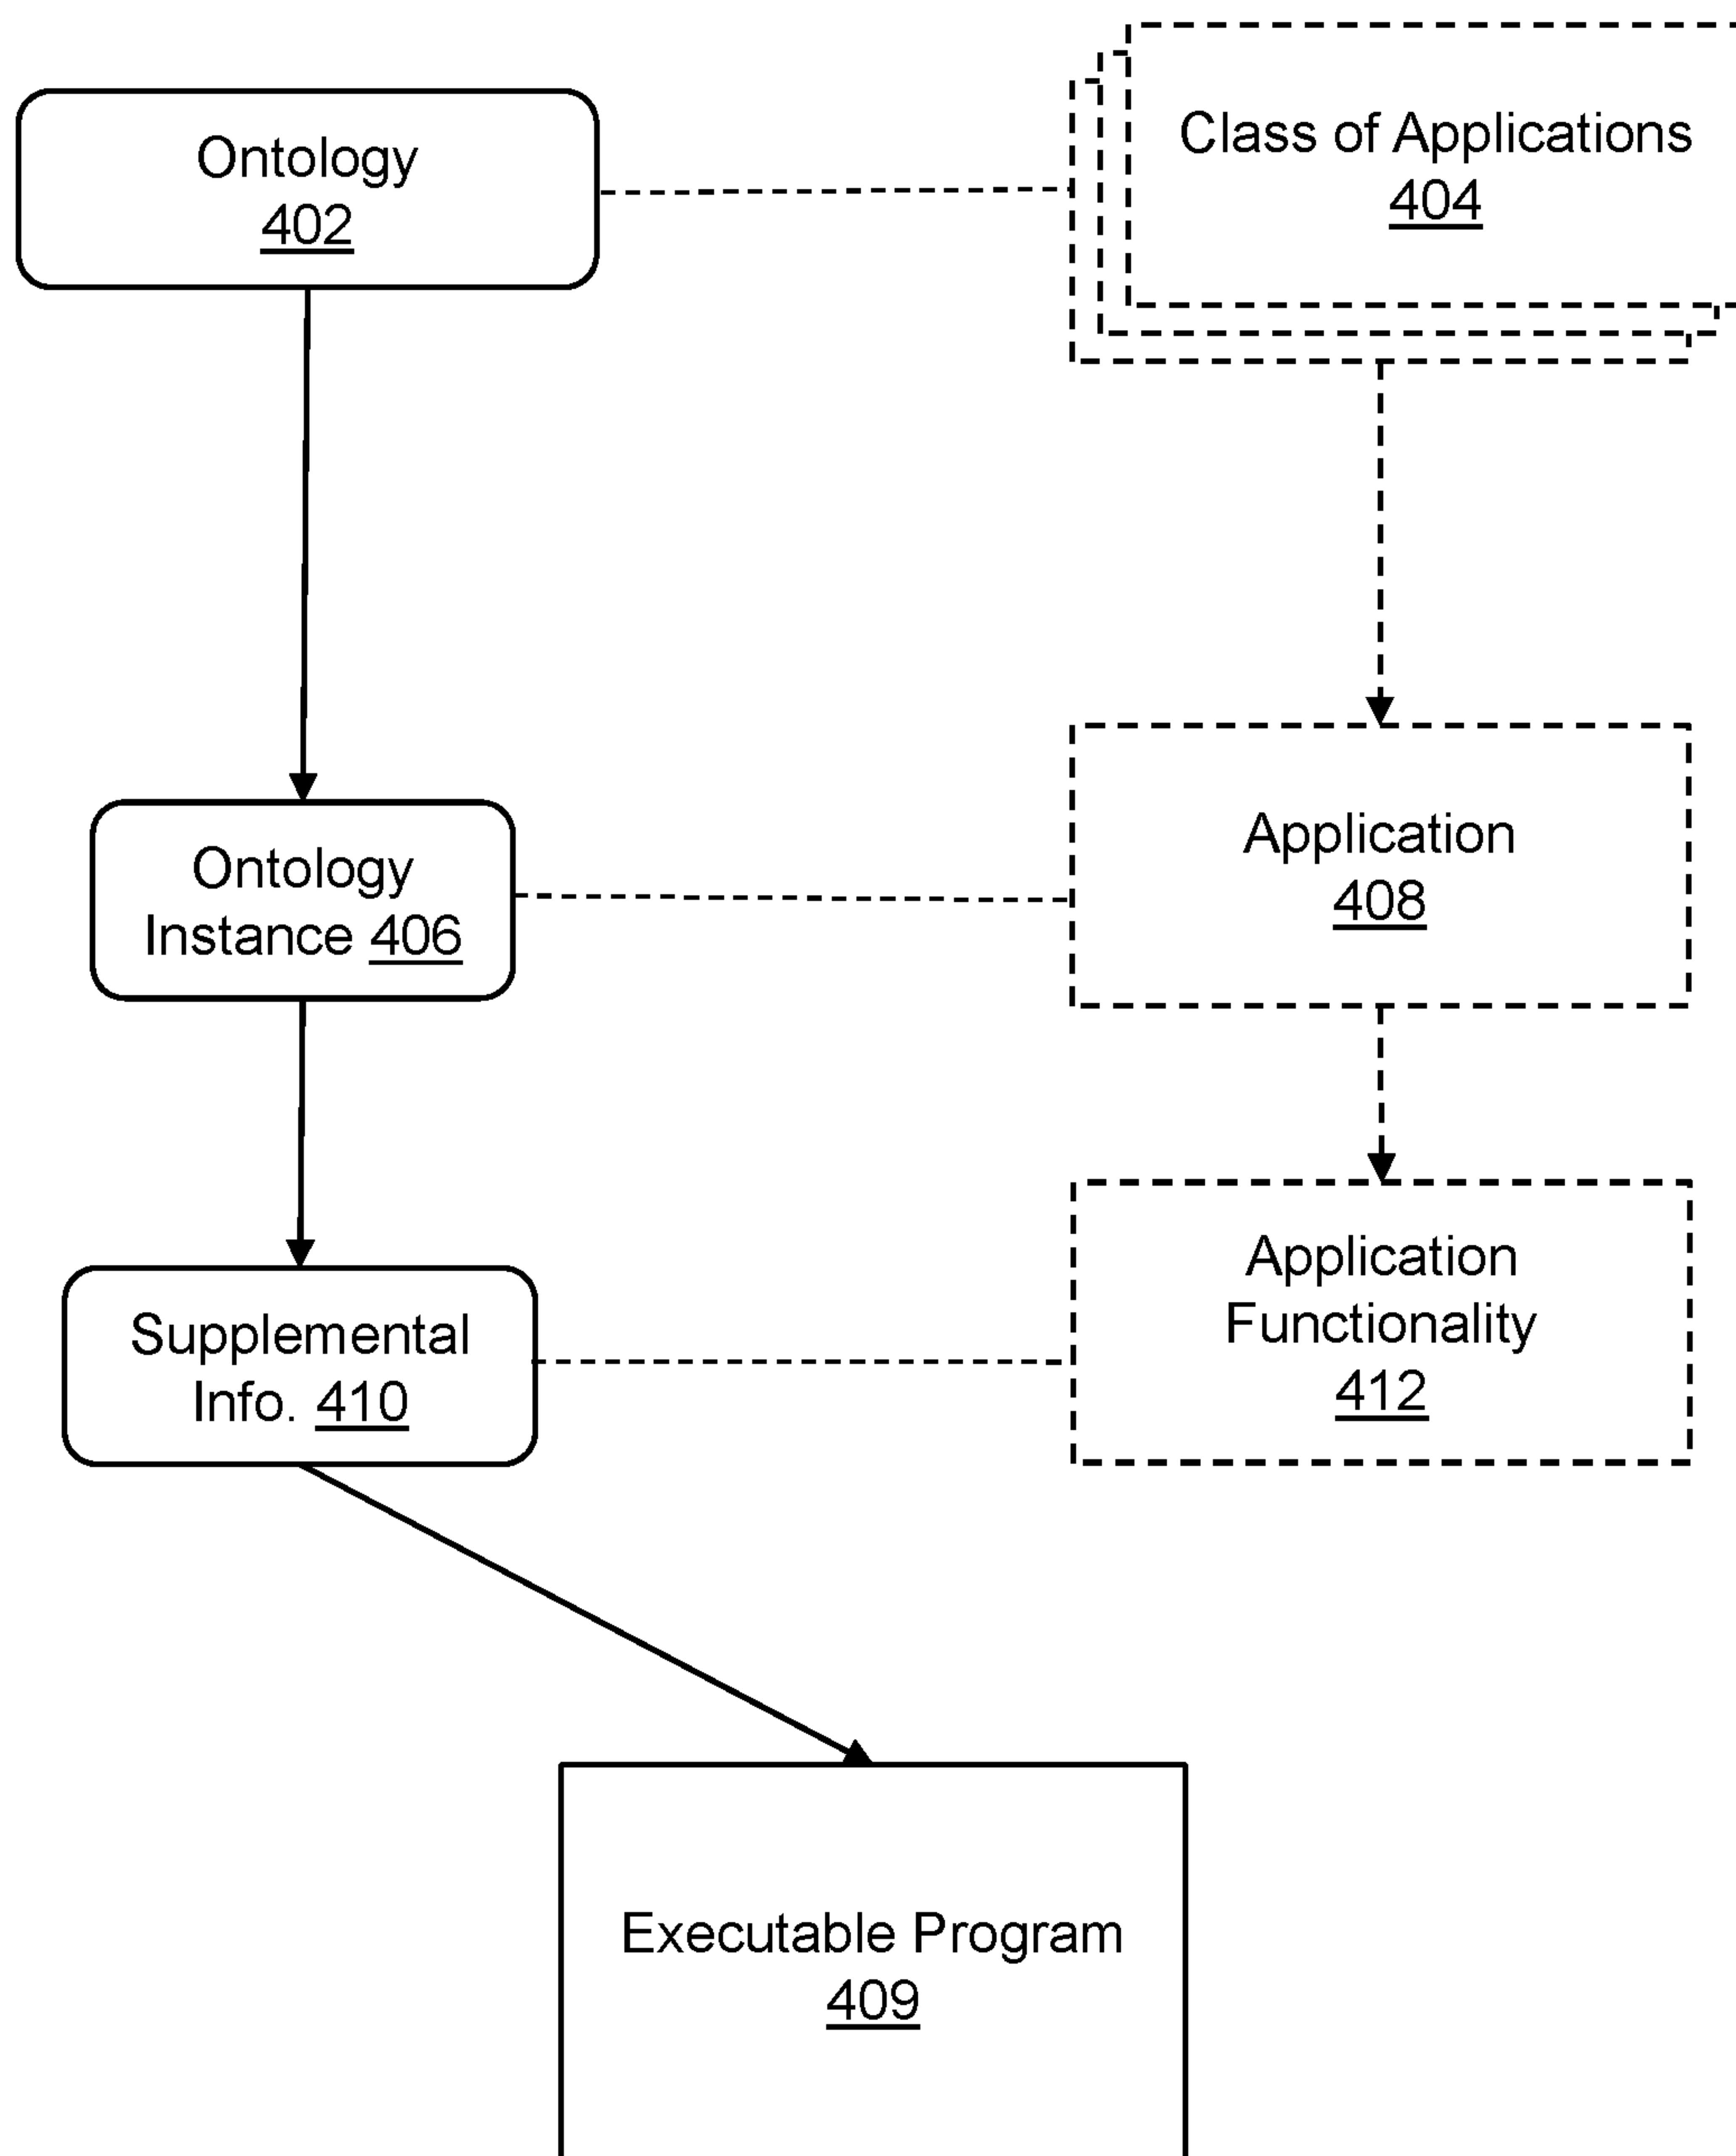 Ontology
402
Class of Applications
404
Ontology
Instance 406
Application
408
Supplemental
Info. 410
Application
Functionality
412
Executable Program
409